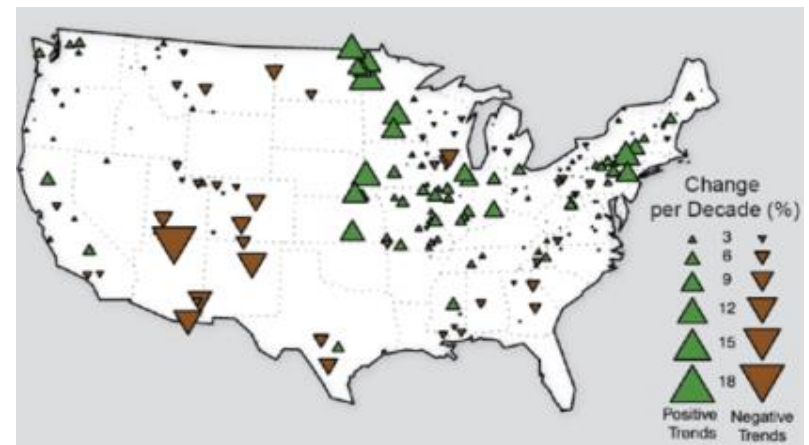 Change
per Decade (%)
3
6
9
12
15
18
Positive Negative
Trends Trends